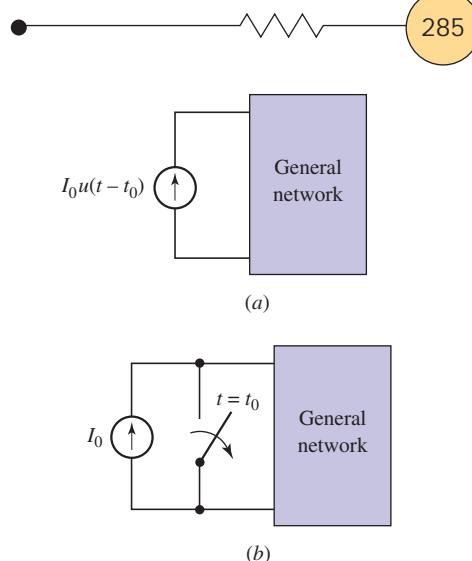 285
I₀u(t – t₀)
General
network
(a)
t = t₀
I₀
General
network
(b)